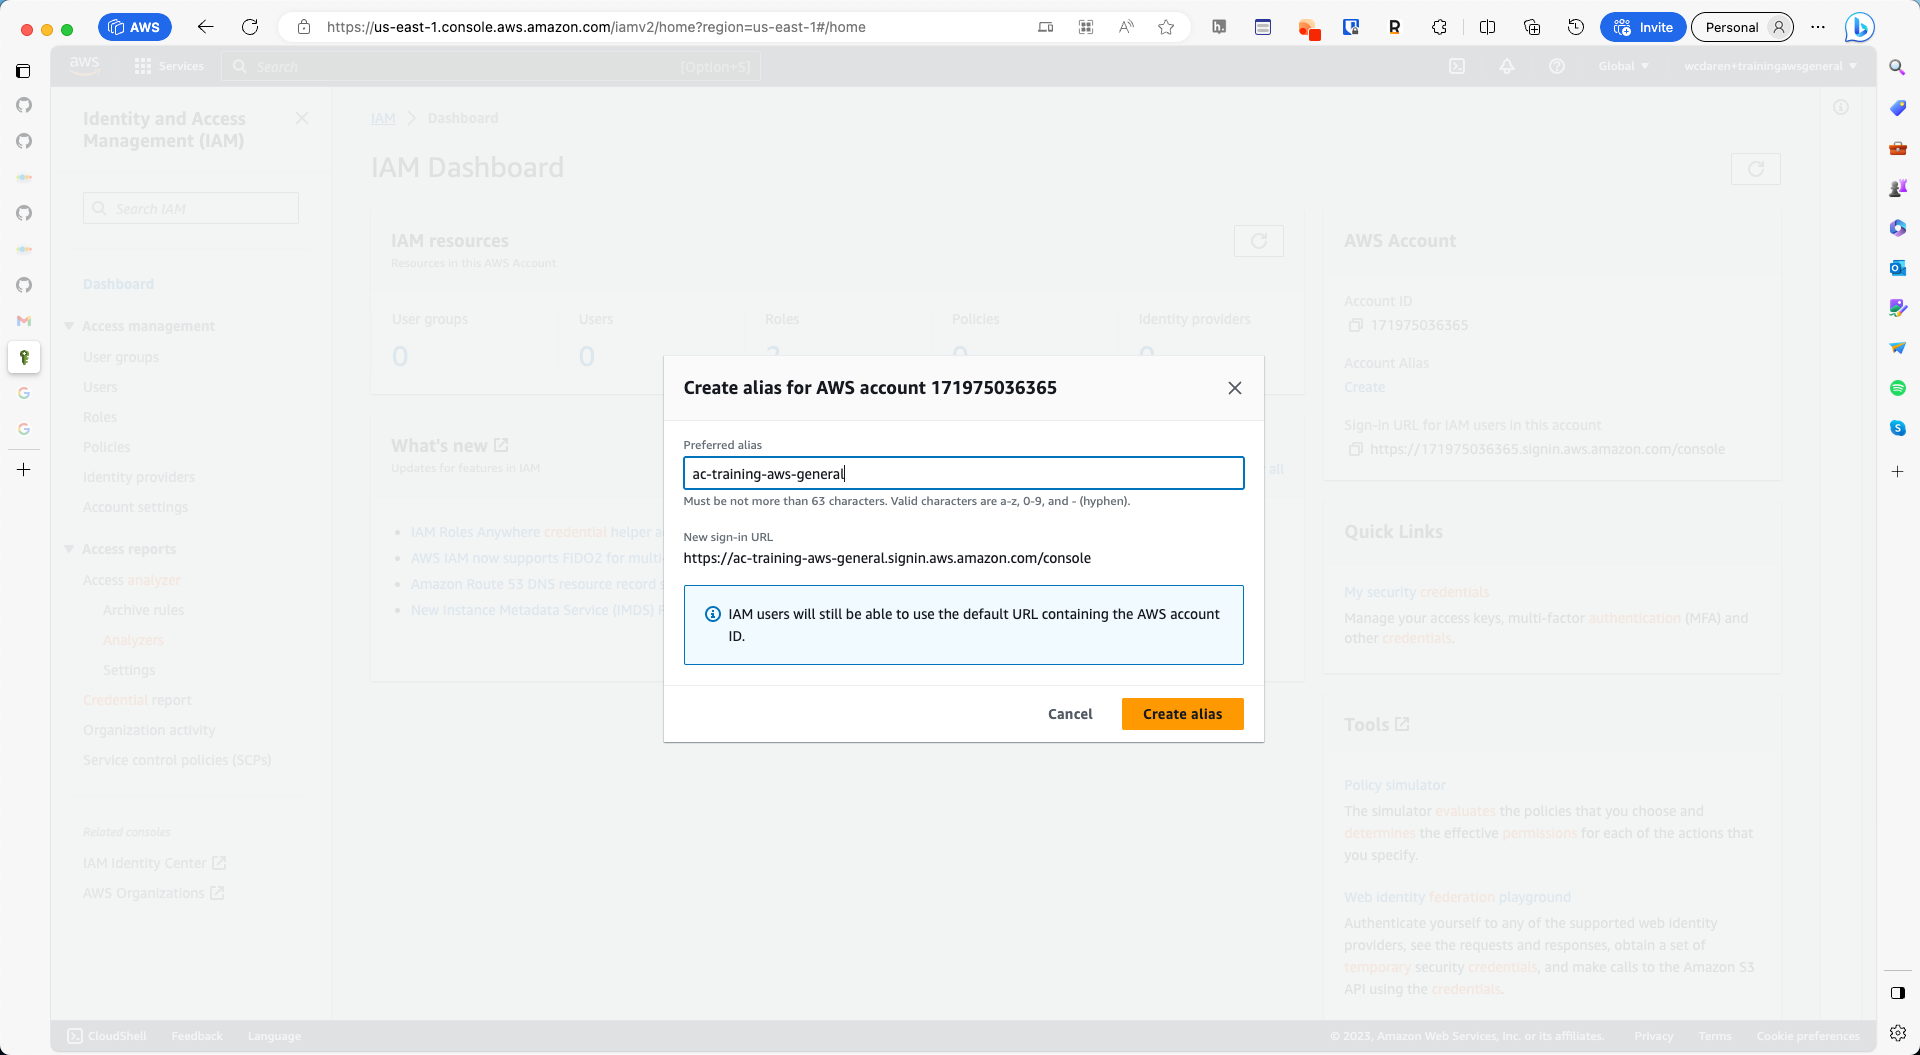 AWS
https://us-east-1.console.aws.amazon.com/iamv2/home?region=us-east-1#/home
Invite
Personal
aws
Services
Search
[Option+S]
Global
wcdaren+trainingawsgeneral
Identity and Access
Management (IAM)
Search IAM
Dashboard
Access management
User groups
Users
Roles
Policies
Identity providers
Account settings
Access reports
Access analyzer
Archive rules
Analyzers
Settings
Credential report
Organization activity
Service control policies (SCPs)
Related consoles
IAM Identity Center
AWS Organizations
IAM
Dashboard
IAM Dashboard
IAM resources
Resources in this AWS Account
User groups
Users
Roles
Policies
Identity providers
0
0
What's new
Updates for features in IAM
all
IAM Roles Anywhere credential helper
AWS IAM now supports FIDO2 for
Amazon Route 53 DNS resource record
New Instance Metadata Service (IMDS)
Create alias for AWS account 171975036365
Preferred alias
ac-training-aws-general
Must be not more than 63 characters. Valid characters are a-z, 0-9, and - (hyphen).
New sign-in URL
https://ac-training-aws-general.signin.aws.amazon.com/console
IAM users will still be able to use the default URL containing the AWS account
ID.
Cancel
Create alias
AWS Account
Account ID
171975036365
Account Alias
Create
Sign-in URL for IAM users in this account
https://171975036365.signin.aws.amazon.com/console
Quick Links
My security credentials
Manage your access keys, multi-factor authentication (MFA) and
other credentials.
Tools
Policy simulator
The simulator evaluates the policies that you choose and
determines the effective permissions for each of the actions that
you specify.
Web identity federation playground
Authenticate yourself to any of the supported web identity
providers, see the requests and responses, obtain a set of
temporary security credentials, and make calls to the Amazon S3
API using the credentials.
CloudShell
Feedback
Language
© 2023, Amazon Web Services, Inc. or its affiliates.
Privacy
Terms
Cookie preferences